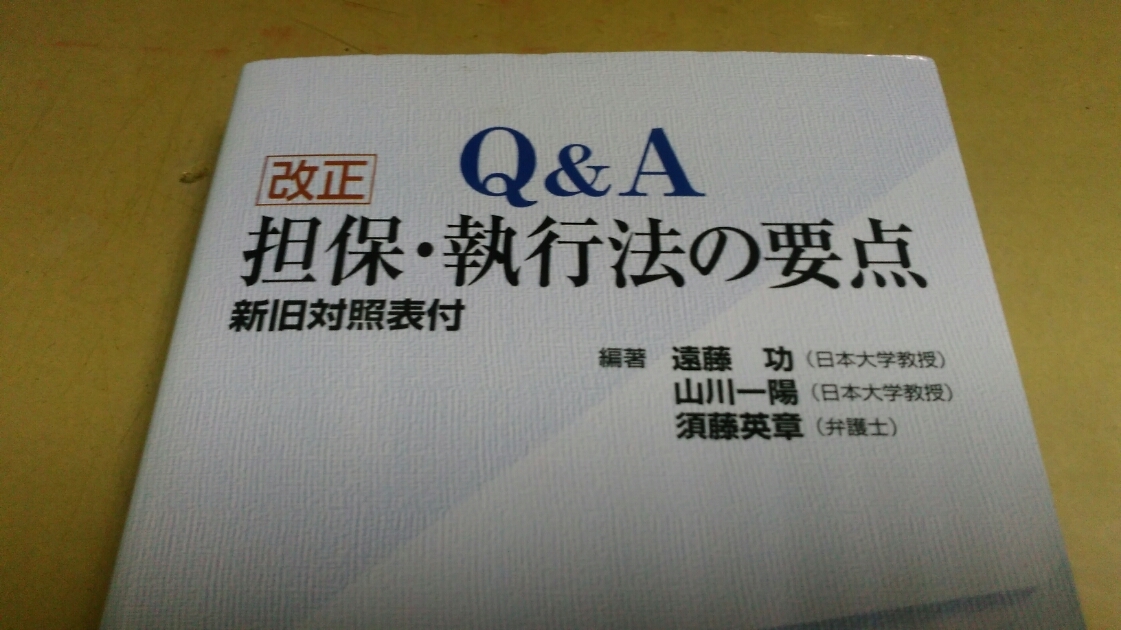 改正 Q&A
担保・執行法の要点
新旧対照表付
編著 遠藤 功（日本大学教授）
山川一陽（日本大学教授）
須藤英章（弁護士）